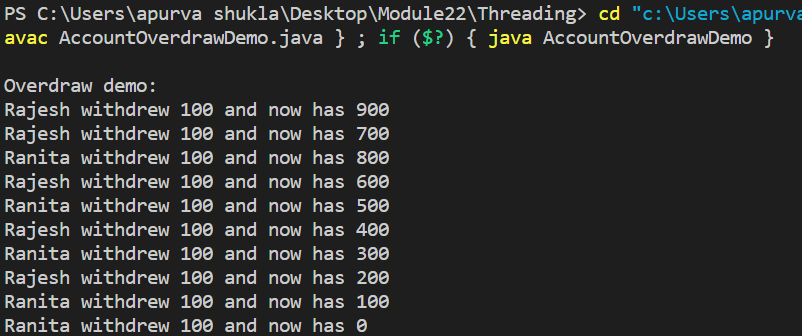 PS C:\Users\apurva shukla\Desktop\Module22\Threading> cd "c:\Users\apurva
avac AccountOverdrawDemo.java } ; if ($?) { java AccountOverdrawDemo }
Overdraw demo:
Rajesh withdrew 100 and now has 900
Rajesh withdrew 100 and now has 700
Ranita withdrew 100 and now has 800
Rajesh withdrew 100 and now has 600
Ranita withdrew 100 and now has 500
Rajesh withdrew 100 and now has 400
Ranita withdrew 100 and now has 300
Rajesh withdrew 100 and now has 200
Ranita withdrew 100 and now has 100
Ranita withdrew 100 and now has 0